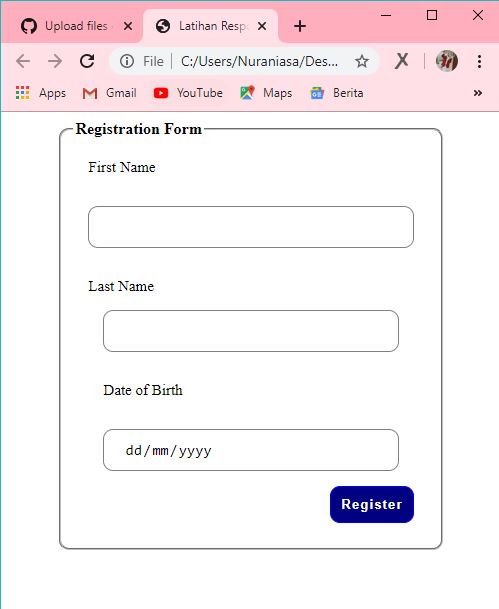 Upload files
Latihan Respo
File
C:/Users/Nuraniasa/Des...
Apps
Gmail
YouTube
Maps
Berita
»
Registration Form
First Name
Last Name
Date of Birth
dd/mm/yyyy
Register